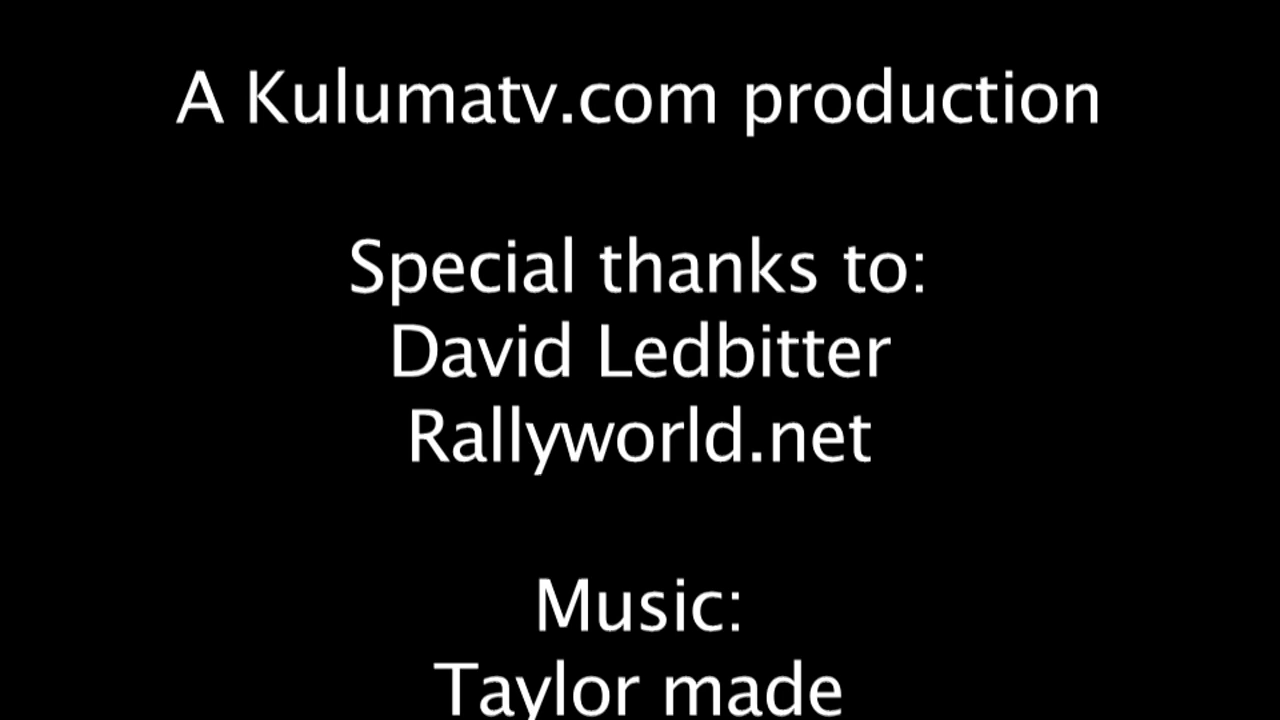 A Kulumatv.com production
Special thanks to:
David Ledbitter
Rallyworld.net
Music:
Taylor made